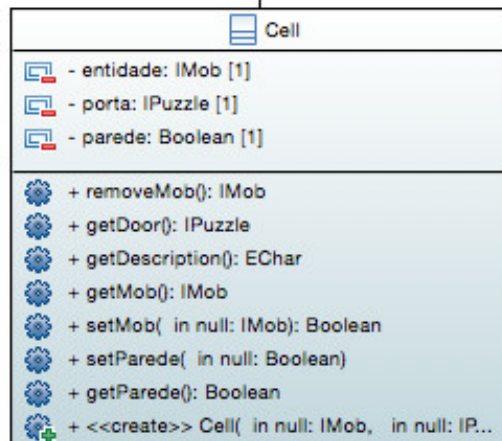 Cell
- entidade: IMob [1]
- porta: IPuzzle [1]
- parede: Boolean [1]
+ removeMob(): IMob
+ getDoor(): IPuzzle
+ getDescription(): EChar
+ getMob(): IMob
+ setMob( in null: IMob): Boolean
+ setParede( in null: Boolean)
+ getParede(): Boolean
+ <<create>> Cell( in null: IMob, in null: IP...